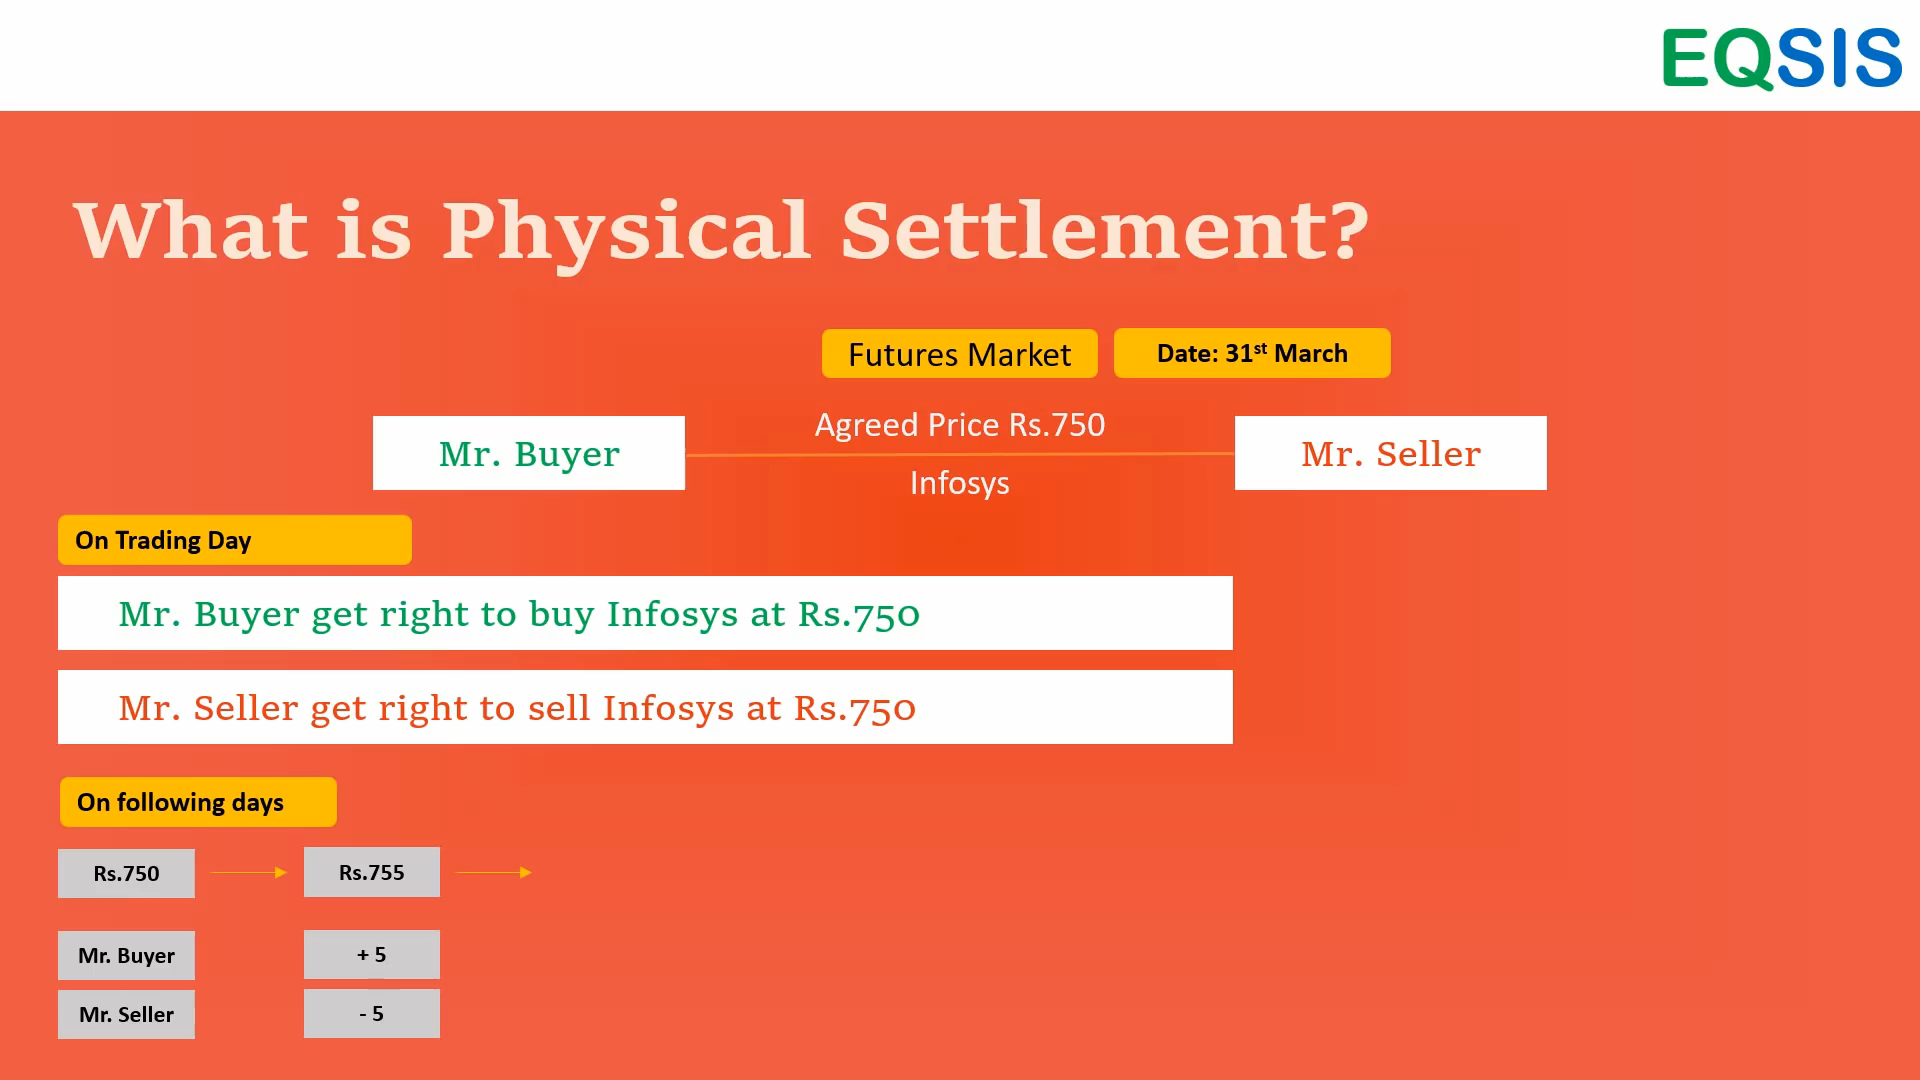 EQSIS
What is Physical Settlement?
Futures Market
Date: 31st March
Agreed Price Rs.750
Mr. Buyer
Mr. Seller
Infosys
On Trading Day
Mr. Buyer get right to buy Infosys at Rs.750
Mr. Seller get right to sell Infosys at Rs.750
On following days
Rs.750
Rs.755
Mr. Buyer
+ 5
Mr. Seller
- 5